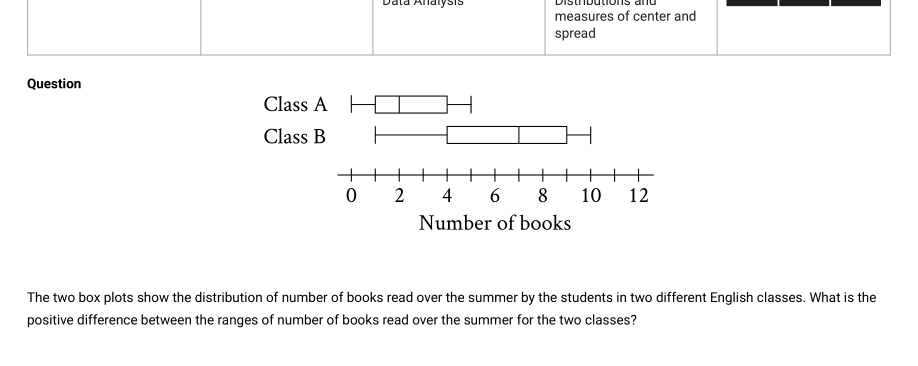 Data Analysis
Distributions and
measures of center and
spread
Question
Class A
Class B
0 2 4 6 8 10 12
Number of books
The two box plots show the distribution of number of books read over the summer by the students in two different English classes. What is the
positive difference between the ranges of number of books read over the summer for the two classes?